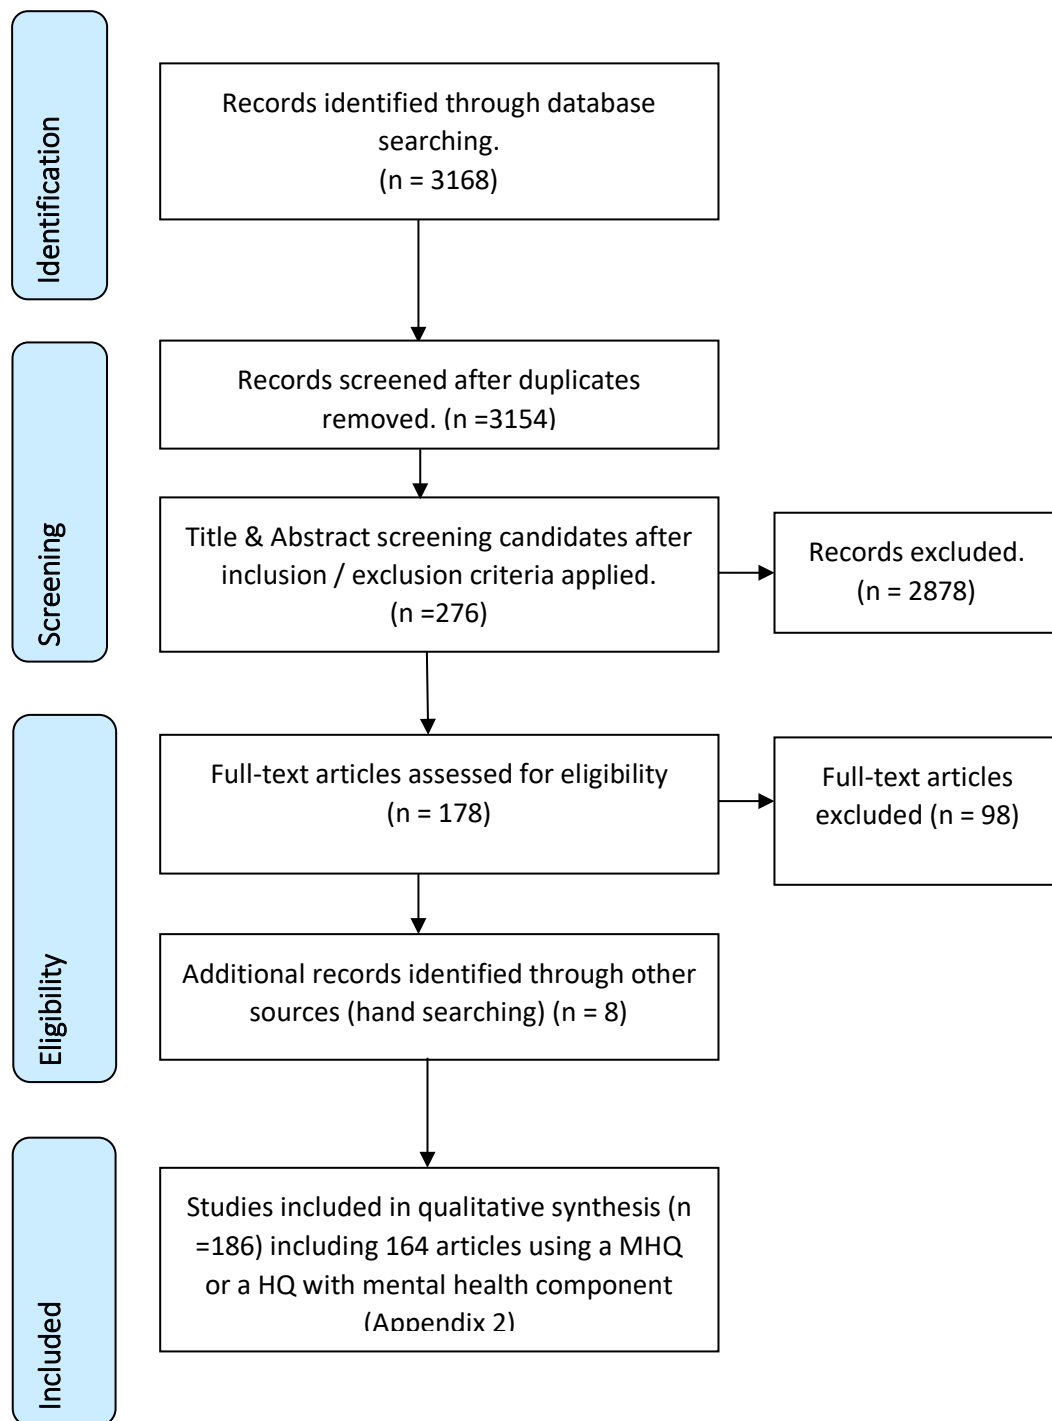 Identification
Records identified through database
searching.
(n = 3168)
Screening
Records screened after duplicates
removed. (n =3154)
Title & Abstract screening candidates after
inclusion / exclusion criteria applied.
(n =276)
Records excluded.
(n = 2878)
Eligibility
Full-text articles assessed for eligibility
(n = 178)
Full-text articles
excluded (n = 98)
Additional records identified through other
sources (hand searching) (n = 8)
Included
Studies included in qualitative synthesis (n
=186) including 164 articles using a MHQ
or a HQ with mental health component
(Appendix 2)